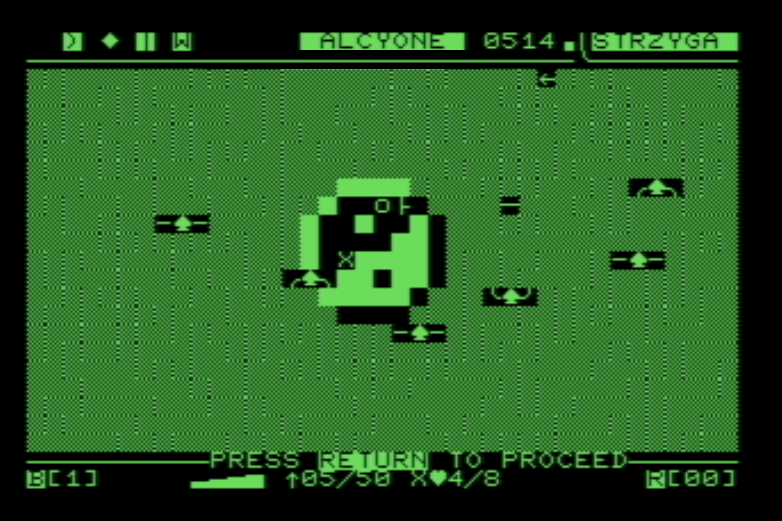 W ALCYONE 0514 STRZYGA
PRESS RETURN TO PROCEED
B[1] ↑05/50 X♥4/8 R[00]